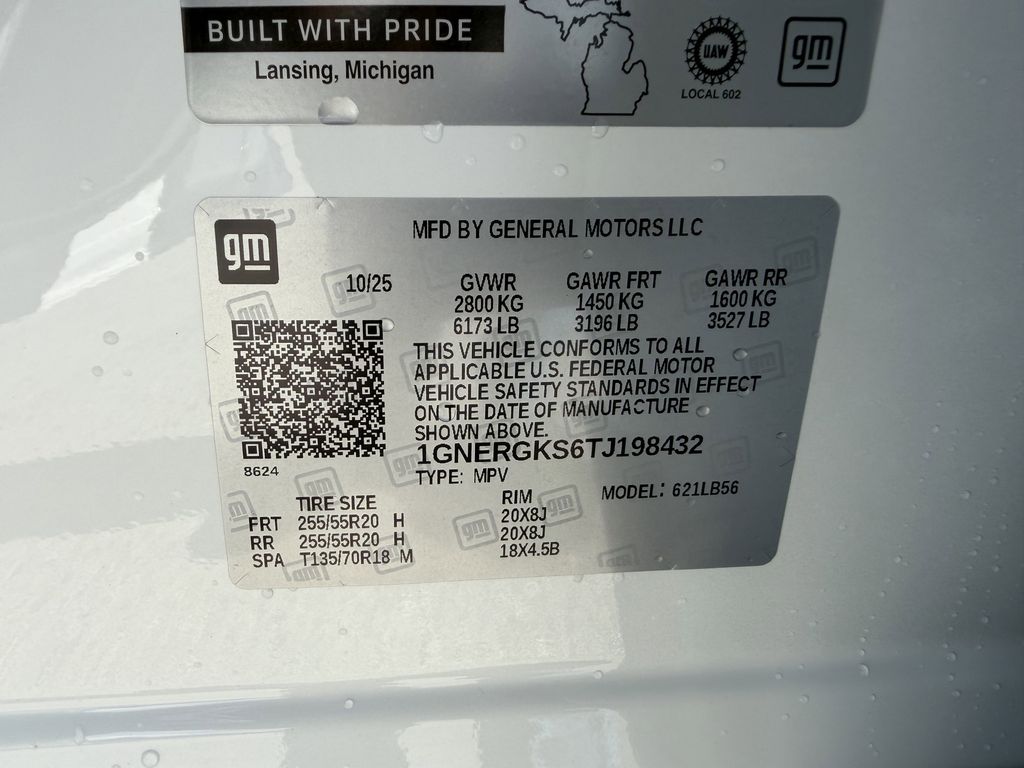 BUILT WITH PRIDE
Lansing, Michigan
UAW
LOCAL 602
gm
gm
MFD BY GENERAL MOTORS LLC
10/25 GVWR GAWR FRT GAWR RR
2800 KG 1450 KG 1600 KG
6173 LB 3196 LB 3527 LB
THIS VEHICLE CONFORMS TO ALL
APPLICABLE U.S. FEDERAL MOTOR
VEHICLE SAFETY STANDARDS IN EFFECT
ON THE DATE OF MANUFACTURE
SHOWN ABOVE.
8624
1GNERGKS6TJ198432
TYPE: MPV
MODEL: 621LB56
TIRE SIZE RIM
FRT 255/55R20 H 20X8J
RR 255/55R20 H 20X8J
SPA T135/70R18 M 18X4.5B